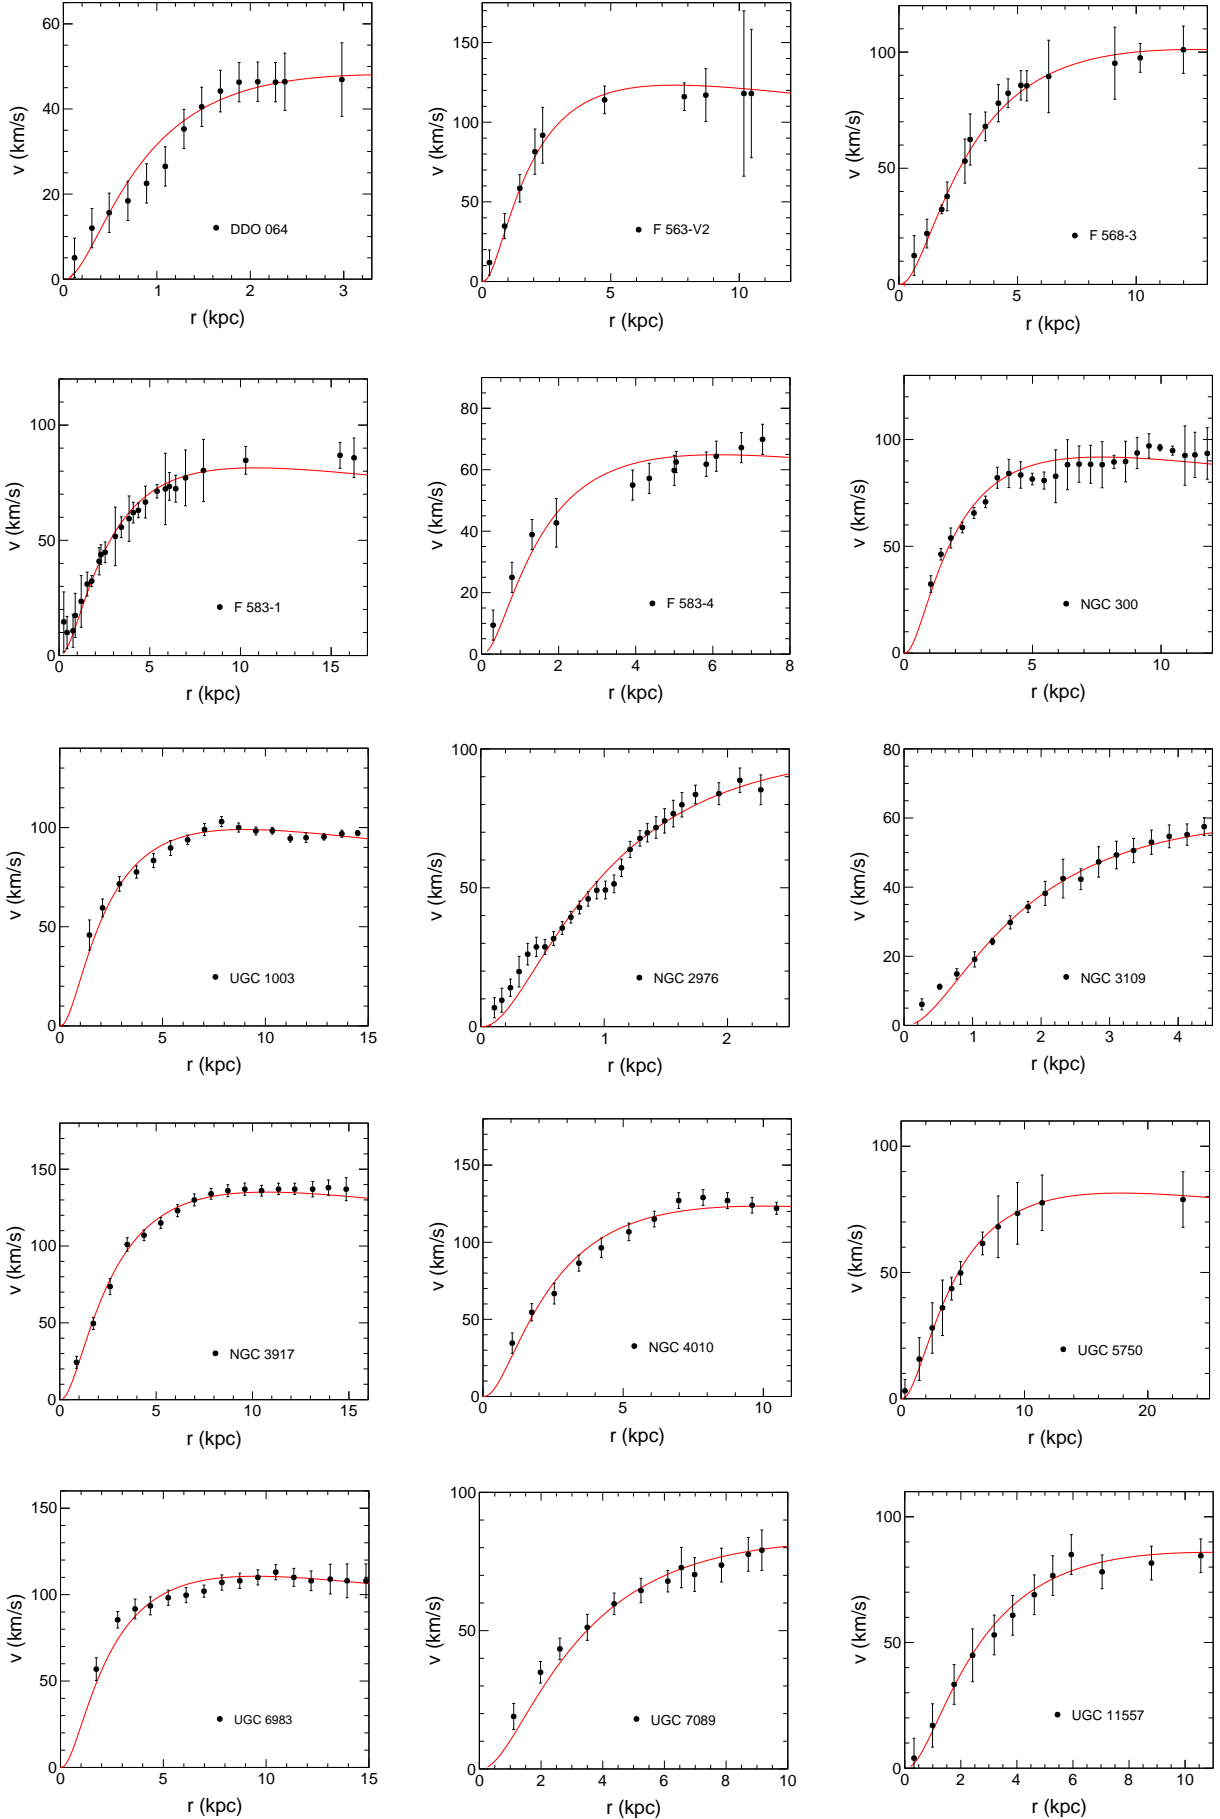 60
40
20
0
0 1 2 3
v (km/s)
r (kpc)
DDO 064
150
100
50
0
0 5 10
v (km/s)
r (kpc)
F 563-V2
100
50
0
0 5 10
v (km/s)
r (kpc)
F 568-3
100
50
0
0 5 10 15
v (km/s)
r (kpc)
F 583-1
80
60
40
20
0
0 2 4 6 8
v (km/s)
r (kpc)
F 583-4
100
50
0
0 5 10
v (km/s)
r (kpc)
NGC 300
100
50
0
0 5 10 15
v (km/s)
r (kpc)
UGC 1003
100
50
0
0 1 2
v (km/s)
r (kpc)
NGC 2976
80
60
40
20
0
0 1 2 3 4
v (km/s)
r (kpc)
NGC 3109
150
100
50
0
0 5 10 15
v (km/s)
r (kpc)
NGC 3917
150
100
50
0
0 5 10
v (km/s)
r (kpc)
NGC 4010
100
50
0
0 10 20
v (km/s)
r (kpc)
UGC 5750
150
100
50
0
0 5 10 15
v (km/s)
r (kpc)
UGC 6983
100
50
0
0 2 4 6 8 10
v (km/s)
r (kpc)
UGC 7089
100
50
0
0 2 4 6 8 10
v (km/s)
r (kpc)
UGC 11557